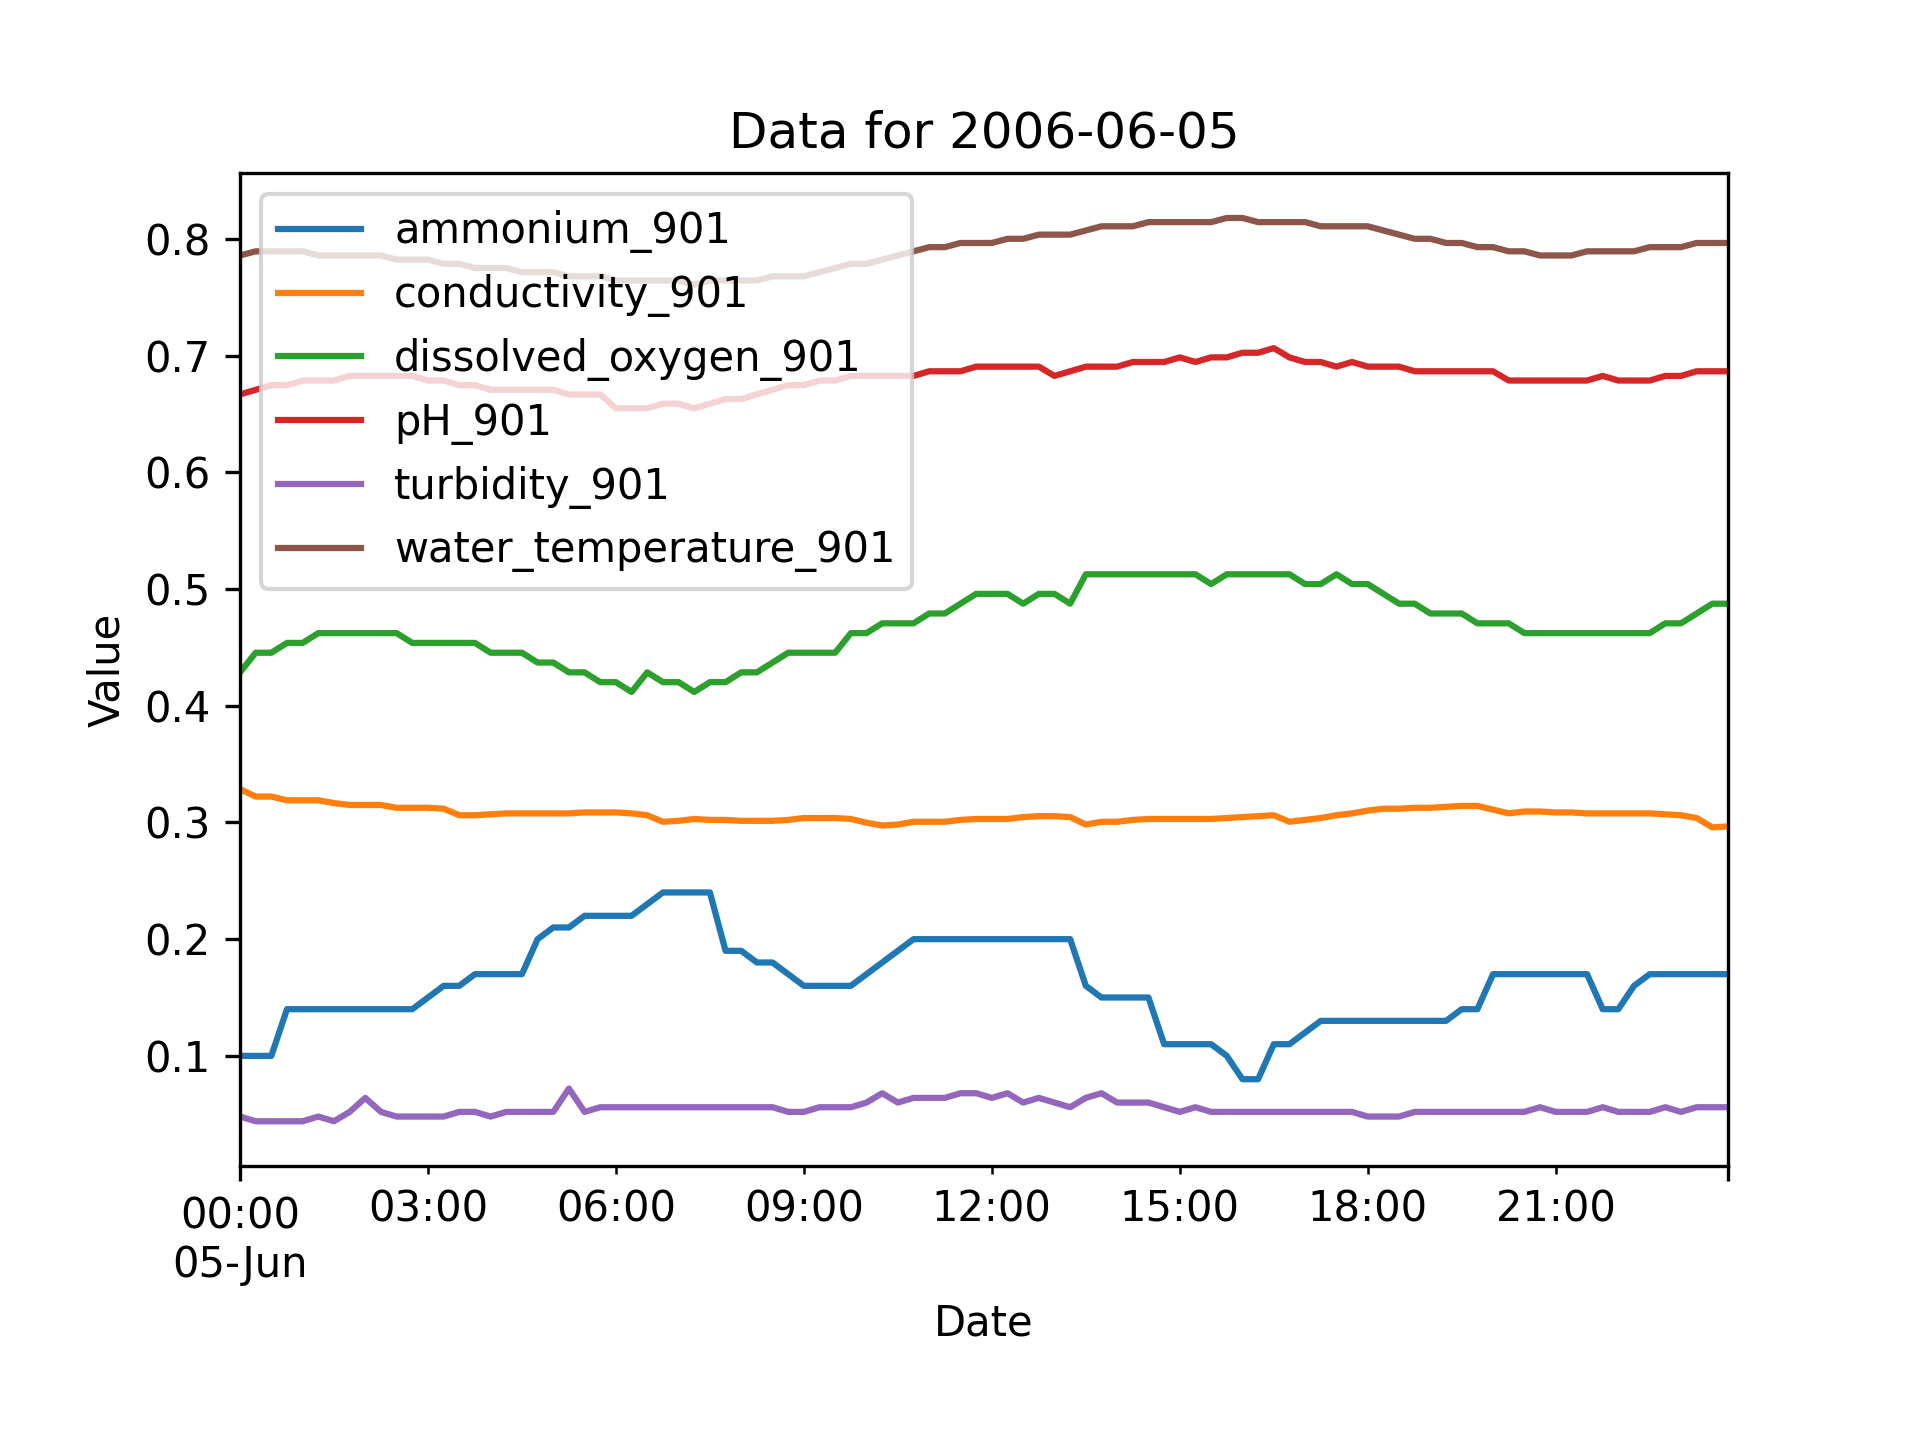 Data for 2006-06-05
ammonium_901
conductivity_901
dissolved_oxygen_901
pH_901
turbidity_901
water_temperature_901
Value
0.8
0.7
0.6
0.5
0.4
0.3
0.2
0.1
00:00 03:00 06:00 09:00 12:00 15:00 18:00 21:00
05-Jun
Date